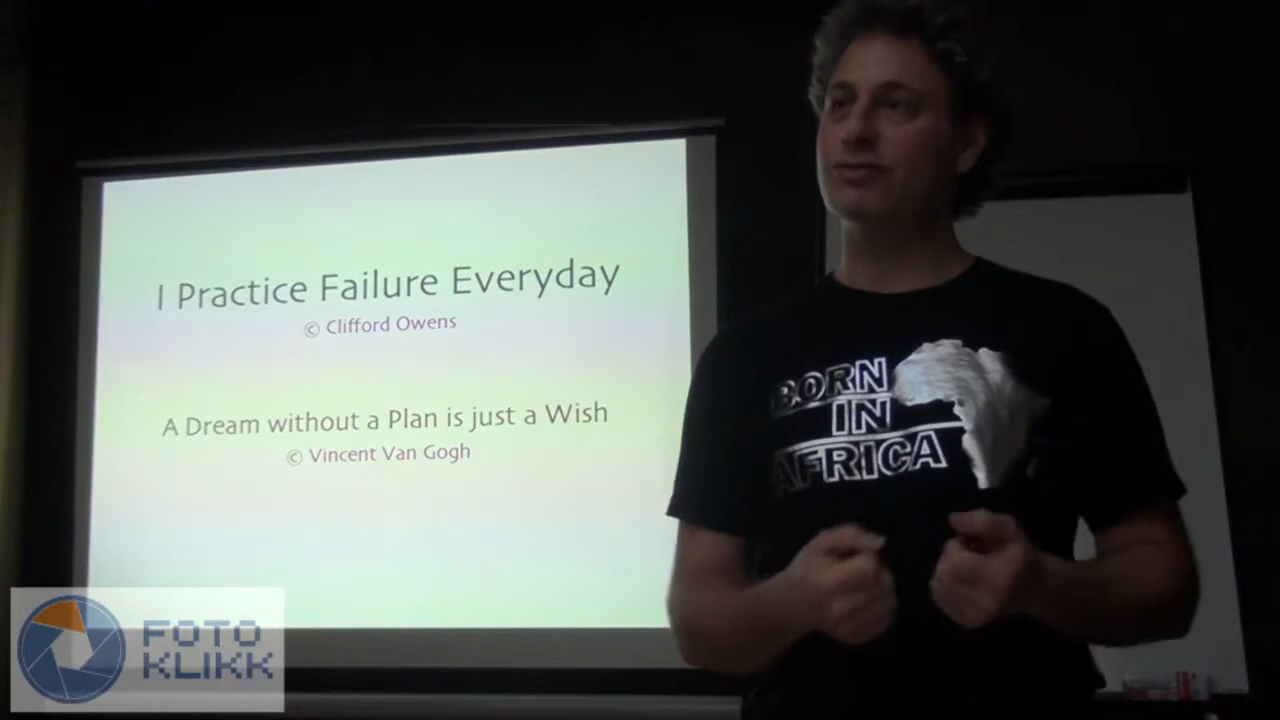 I Practice Failure Everyday
© Clifford Owens
A Dream without a Plan is just a Wish
© Vincent Van Gogh
BORN
IN
AFRICA
FOTO
KLIKK